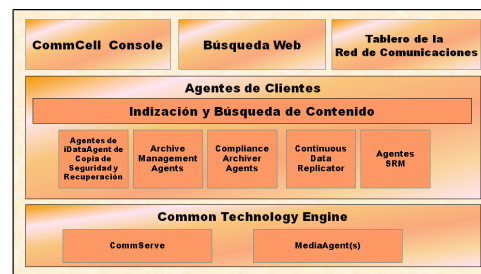 CommCell Console
Búsqueda Web
Tablero de la
Red de Comunicaciones
Agentes de Clientes
Indización y Búsqueda de Contenido
Agentes de
iDataAgent de
Copia de
Seguridad y
Recuperación
Archive
Management
Agents
Compliance
Archiver
Agents
Continuous
Data
Replicator
Agentes
SRM
Common Technology Engine
CommServe
MediaAgent(s)